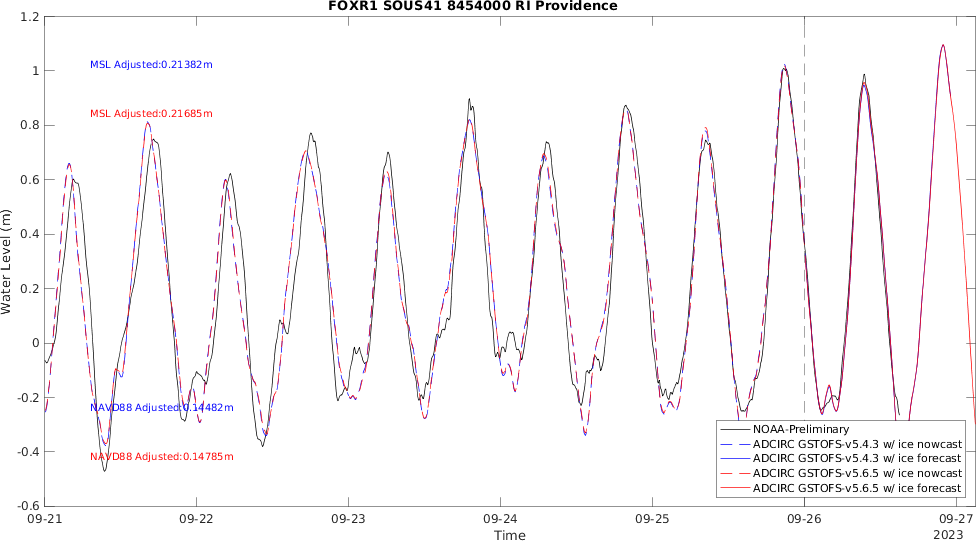 FOXR1 SOUS41 8454000 RI Providence
1.2
1
0.8
0.6
0.4
0.2
0
-0.2
-0.4
-0.6
Water Level (m)
MSL Adjusted:0.21382m
MSL Adjusted:0.21685m
NAVD88 Adjusted:0.14482m
NAVD88 Adjusted:0.14785m
NOAA-Preliminary
ADCIRC GSTOFS-v5.4.3 w/ ice nowcast
ADCIRC GSTOFS-v5.4.3 w/ ice forecast
ADCIRC GSTOFS-v5.6.5 w/ ice nowcast
ADCIRC GSTOFS-v5.6.5 w/ ice forecast
09-21 09-22 09-23 09-24 09-25 09-26 09-27
Time
2023